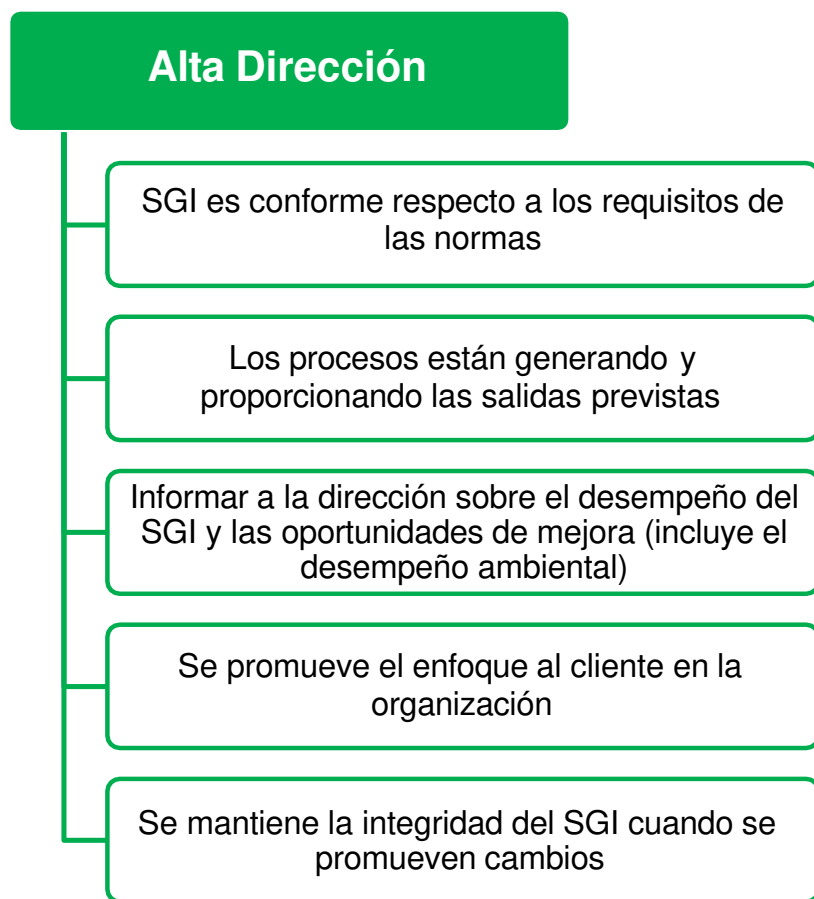 Alta Dirección
SGI es conforme respecto a los requisitos de
las normas
Los procesos están generando y
proporcionando las salidas previstas
Informar a la dirección sobre el desempeño del
SGI y las oportunidades de mejora (incluye el
desempeño ambiental)
Se promueve el enfoque al cliente en la
organización
Se mantiene la integridad del SGI cuando se
promueven cambios